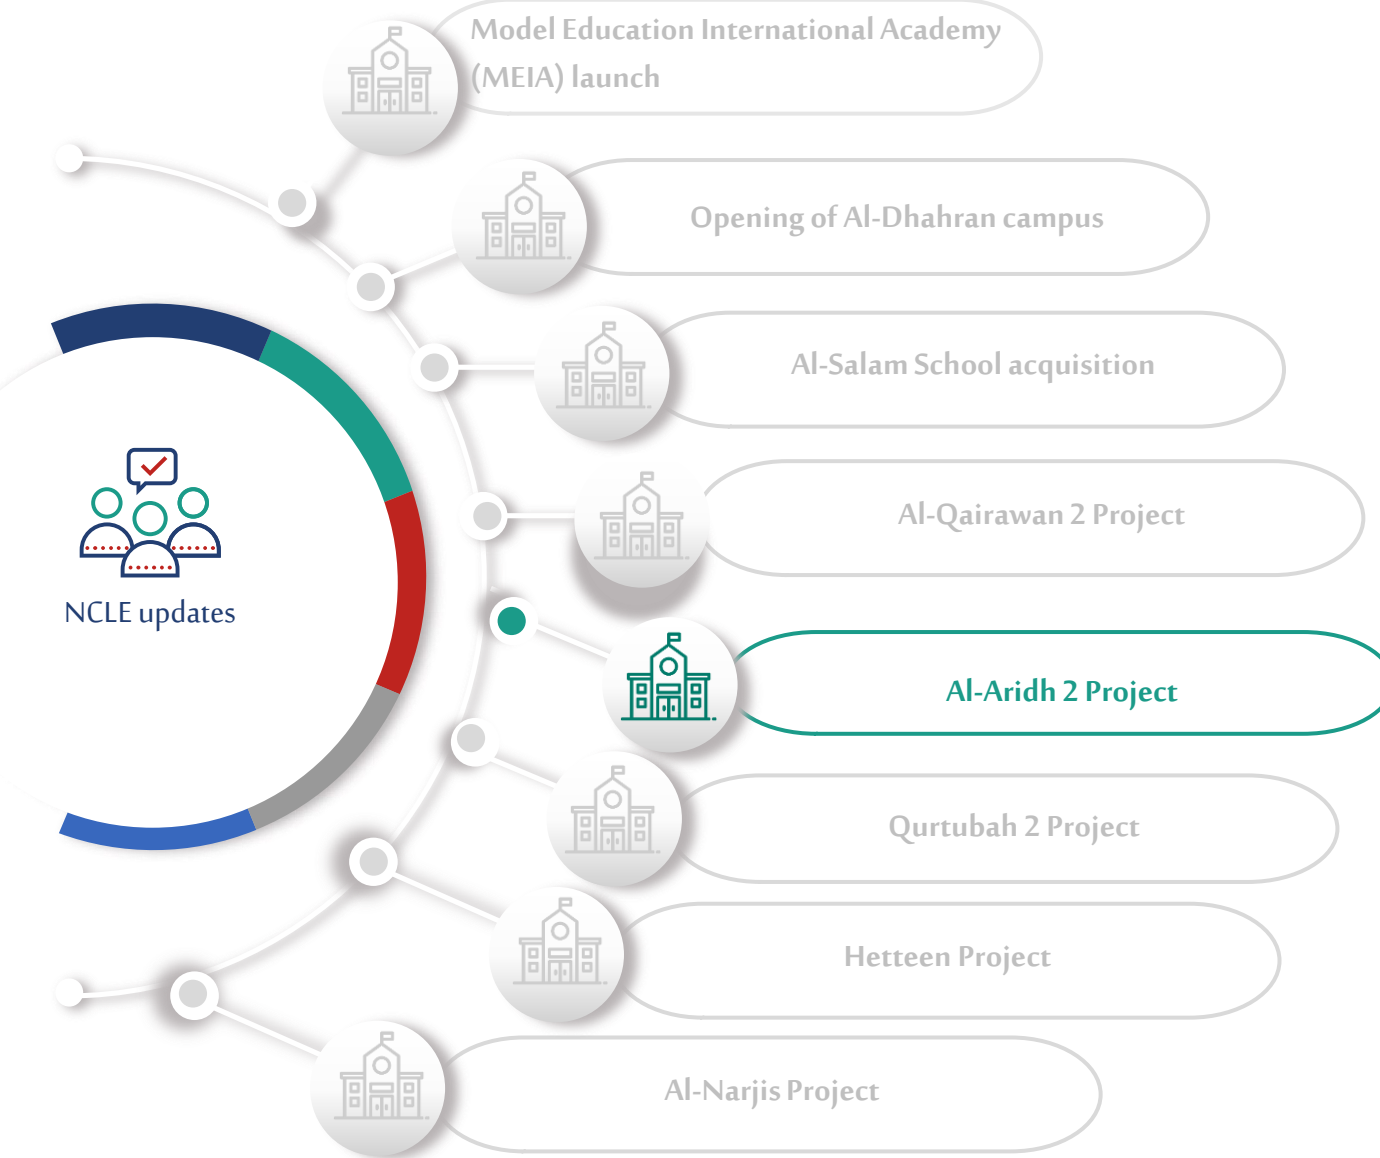 Model Education International Academy
(MEIA) launch
Opening of Al-Dhahran campus
Al-Salam School acquisition
Al-Qairawan 2 Project
NCLE updates
Al-Aridh 2 Project
Qurtubah 2 Project
Hetteen Project
Al-Narjis Project